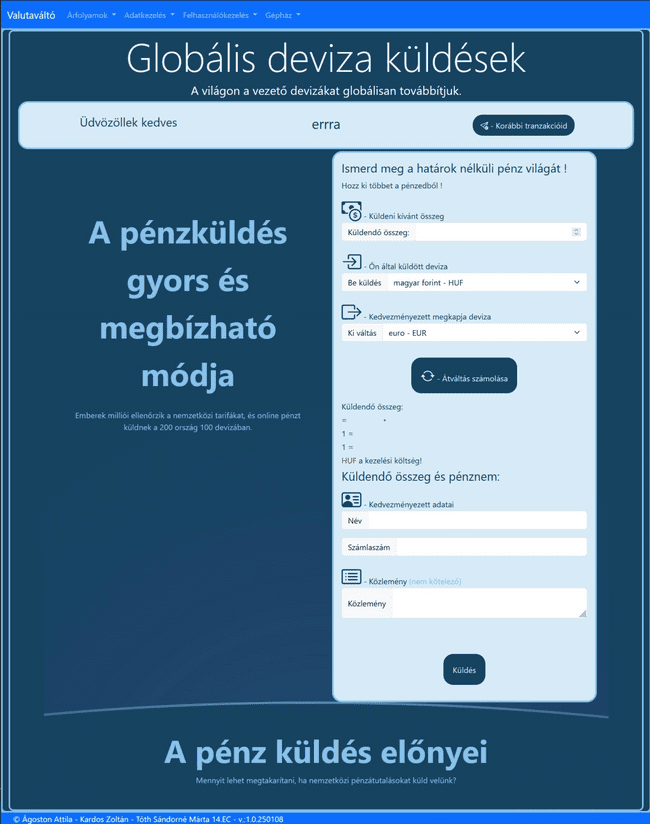 Valutaváltó Árfolyamok Adatkezelés Felhasználókezelés Gépház
Globális deviza küldések
A világon a vezető devizákat globálisan továbbítjuk.
Üdvözöllek kedves errra - Korábbi tranzakcióid
A pénzküldés
gyors és
megbízható
módja
Emberek milliói ellenőrzik a nemzetközi tarifákat, és online pénzt
küldnek a 200 ország 100 devizában.
Ismerd meg a határok nélküli pénz világát !
Hozz ki többet a pénzedből !
- Küldeni kívánt összeg
Küldendő összeg:
- Ön által küldött deviza
Be küldés magyar forint - HUF
- Kedvezményezett megkapja deviza
Ki váltás euro - EUR
- Átváltás számolása
Küldendő összeg:
= .
1 =
1 =
HUF a kezelési költség!
Küldendő összeg és pénznem:
- Kedvezményezett adatai
Név
Számlaszám
- Közlemény (nem kötelező)
Közlemény
Küldés
A pénz küldés előnyei
Mennyit lehet megtakarítani, ha nemzetközi pénzátutalásokat küld velünk?
© Ágoston Attila - Kardos Zoltán - Tóth Sándorné Márta 14.EC - v.:1.0.250108